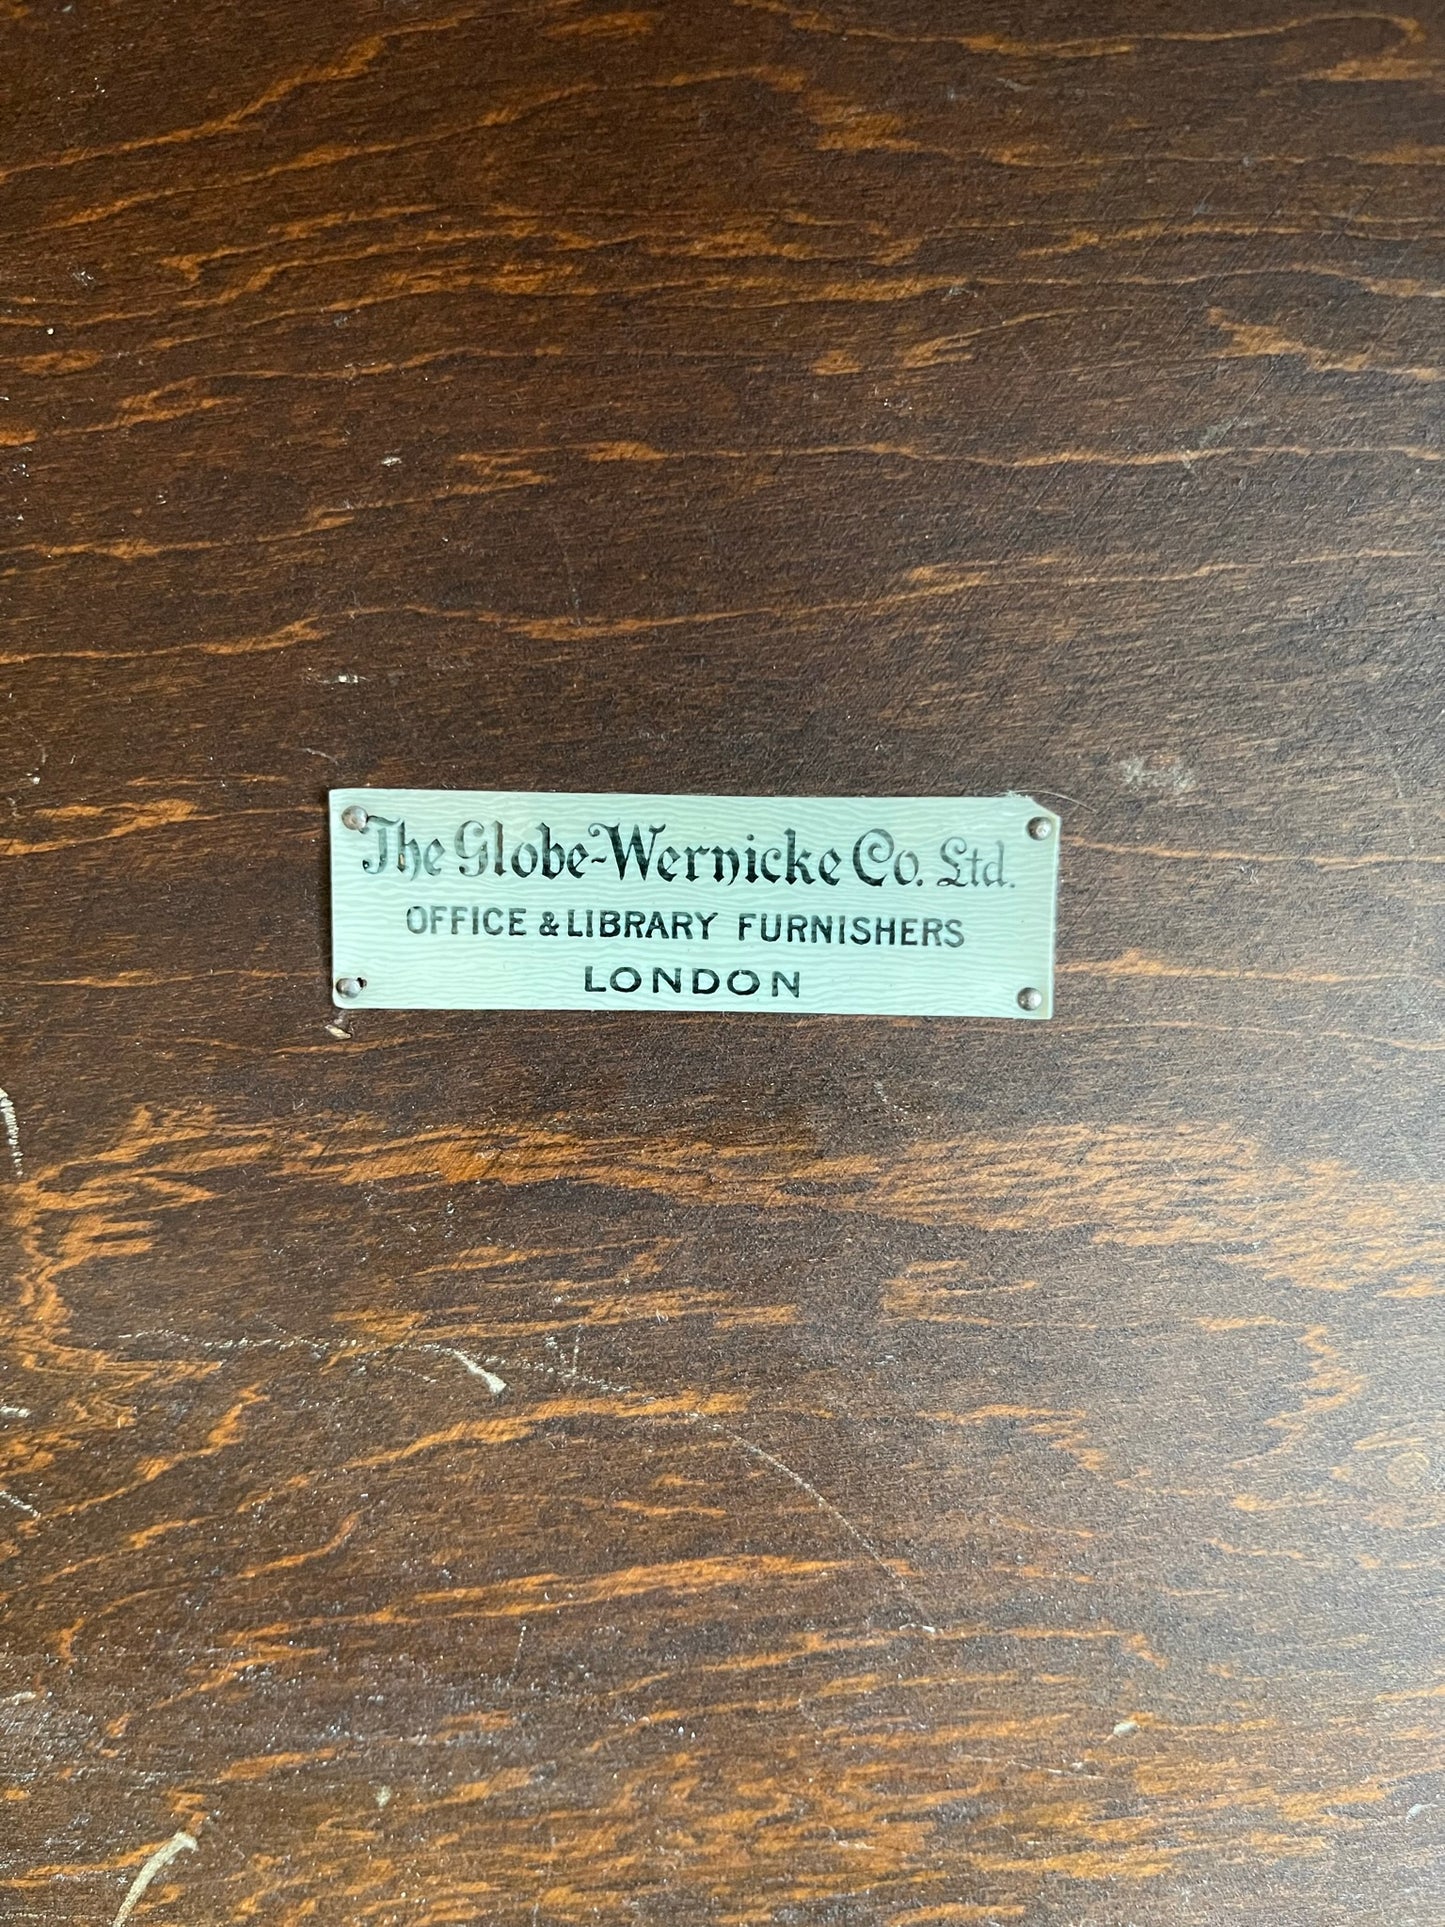 The Globe-Wernicke Co. Ltd.
OFFICE & LIBRARY FURNISHERS
LONDON